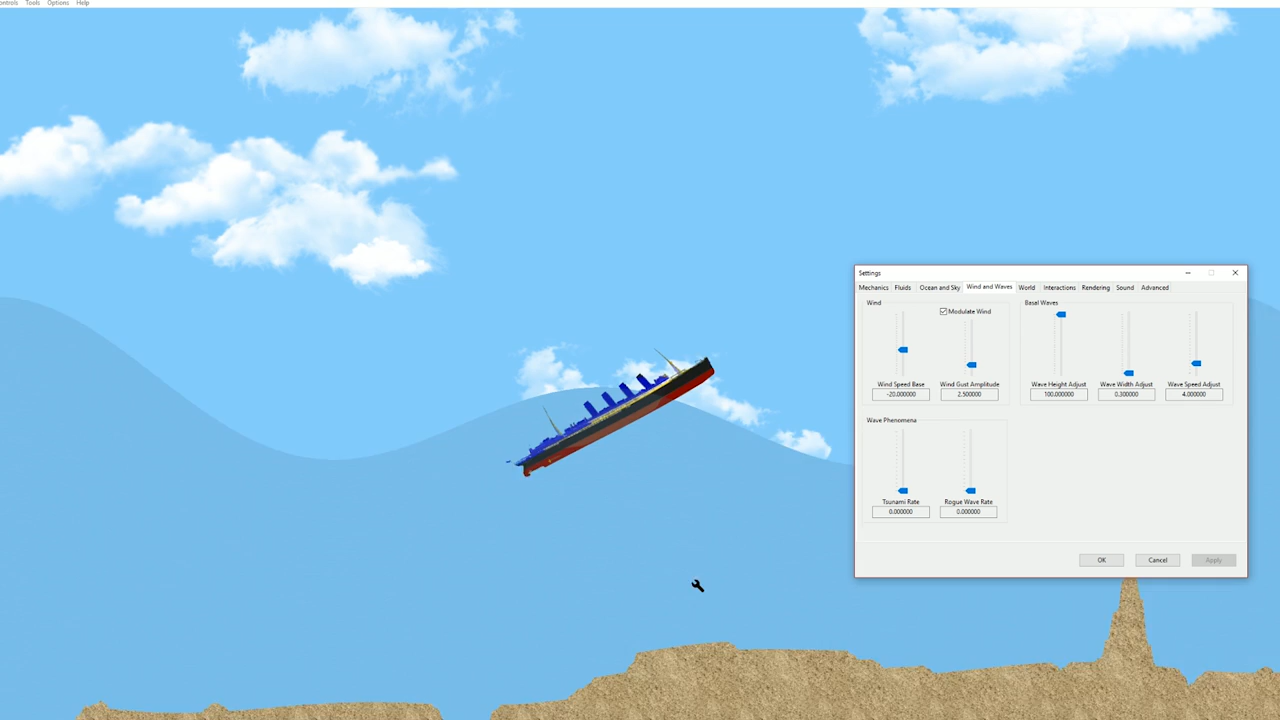 ontrols Tools Options Help
Settings
Mechanics Fluids Ocean and Sky Wind and Waves World Interactions Rendering Sound Advanced
Wind
Modulate Wind
Wind Speed Base Wind Gust Amplitude
-20.000000 2.500000
Basal Waves
Wave Height Adjust Wave Width Adjust Wave Speed Adjust
100.000000 0.300000 4.000000
Wave Phenomena
Tsunami Rate Rogue Wave Rate
0.000000 0.000000
OK Cancel Apply